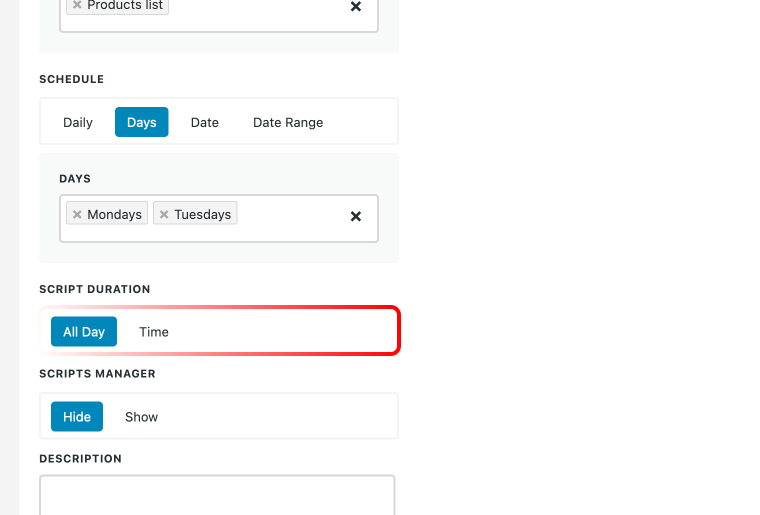 Products list
SCHEDULE
Daily Days Date Date Range
DAYS
Mondays Tuesdays
SCRIPT DURATION
All Day Time
SCRIPTS MANAGER
Hide Show
DESCRIPTION